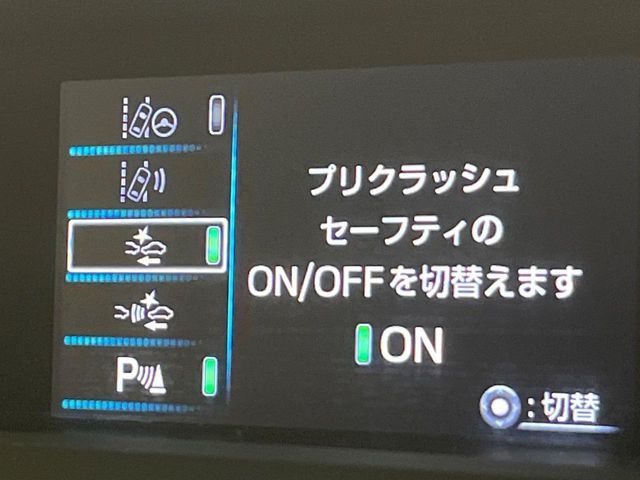 プリクラッシュ
セーフティの
ON/OFFを切替えます
ON
P
:切替